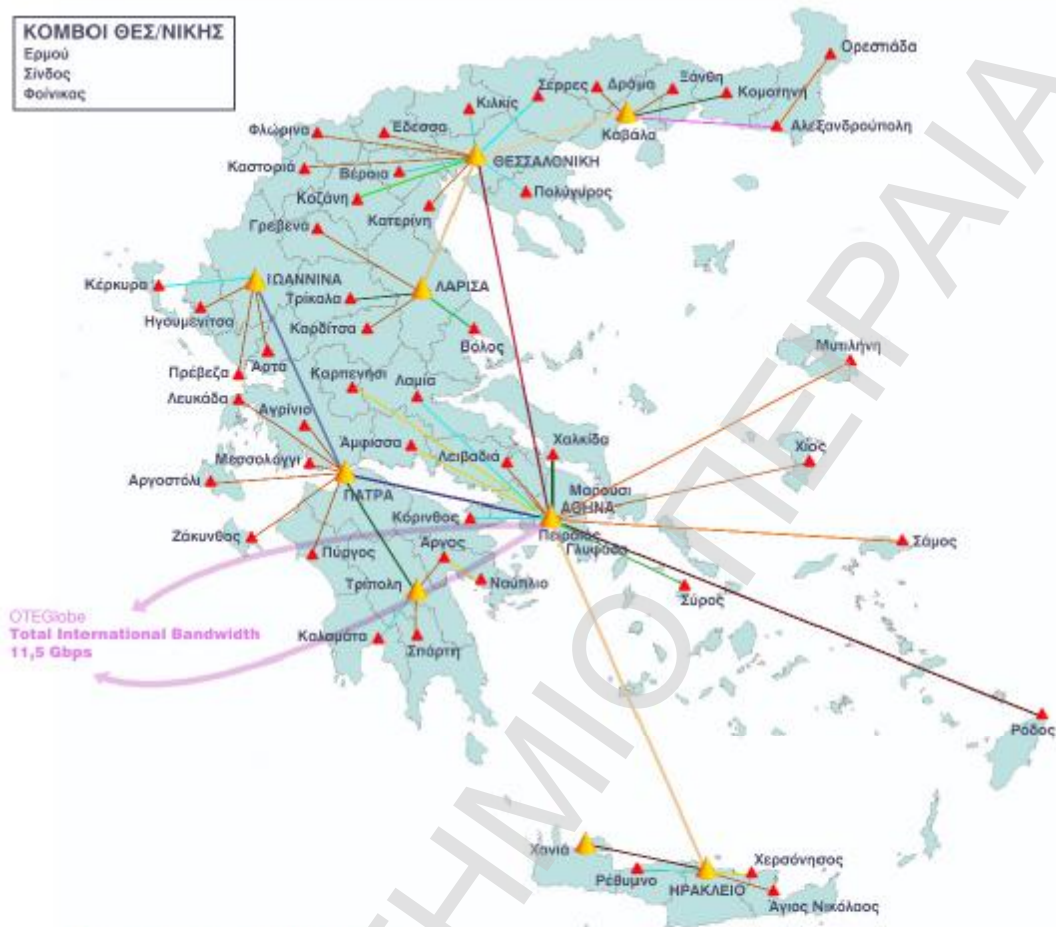 ΚΟΜΒΟΙ ΘΕΣ/ΝΙΚΗΣ
Ερμού
Σίνδος
Φοίνικας
Ορεστιάδα
Σέρρες
Δράμα
Ξάνθη
Κομοτηνή
Κιλκίς
Αλεξανδρούπολη
Καβάλα
Φλώρινα
Έδεσσα
ΘΕΣΣΑΛΟΝΙΚΗ
Καστοριά
Βέροια
Πολύγυρος
Κοζάνη
Κατερίνη
Γρεβενά
Κέρκυρα
ΙΩΑΝΝΙΝΑ
ΛΑΡΙΣΑ
Τρίκαλα
Ηγουμενίτσα
Καρδίτσα
Βόλος
Μυτιλήνη
Άρτα
Πρέβεζα
Καρπενήσι
Λαμία
Λευκάδα
Αγρίνιο
Άμφισσα
Χαλκίδα
Χίος
Μεσσολόγγι
Λειβαδιά
Αργοστόλι
ΠΑΤΡΑ
Μαρούσι
ΑΘΗΝΑ
Κόρινθος
Πειραιάς
Γλυφάδα
Ζάκυνθος
Πύργος
Άργος
Σάμος
Τρίπολη
Ναύπλιο
Σύρος
OTEGlobe
Total International Bandwidth
11,5 Gbps
Καλαμάτα
Σπάρτη
Ρόδος
Χανιά
Χερσόνησος
Ρέθυμνο
ΗΡΑΚΛΕΙΟ
Άγιος Νικόλαος
ΤΗΜΙΟ ΠΕΙΡΑΙΑ